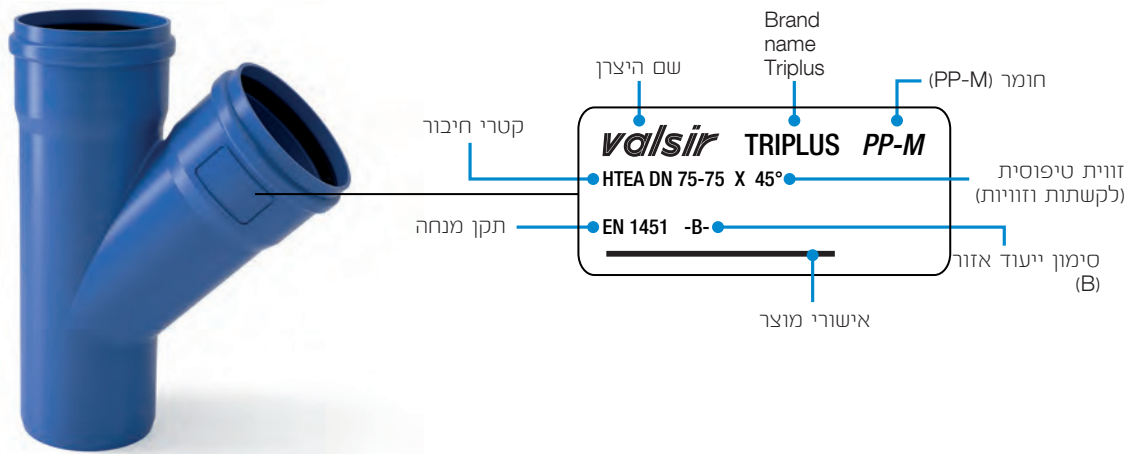 Brand
name
Triplus
שם היצרן
חומר (PP-M)
קטרי חיבור
valsir TRIPLUS PP-M
HTEA DN 75-75 X 45°
זווית טיפוסית
(לקשתות וזוויות)
תקן מנחה
EN 1451 -B-
סימון ייעוד אזור
(B)
אישורי מוצר